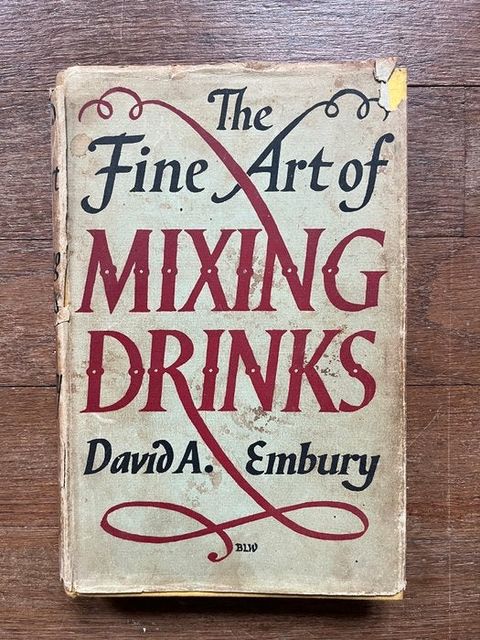 The
Fine Art of
MIXING
DRINKS
David A. Embury
BLW